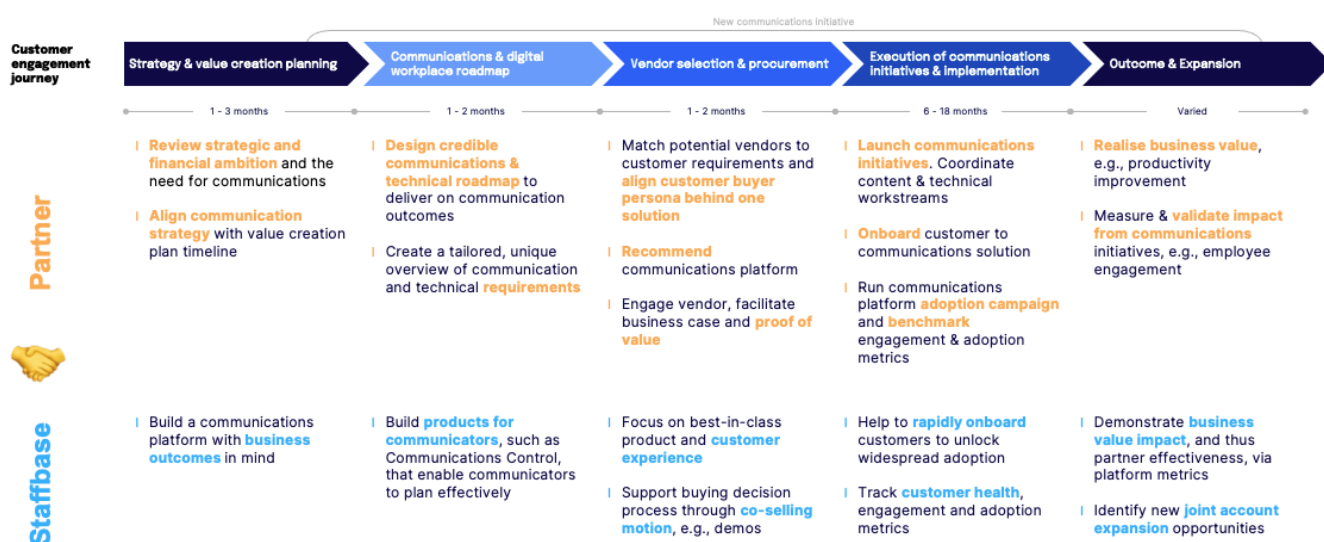 New communications initiative
Customer
engagement
journey
Strategy & value creation planning
Communications & digital
workplace roadmap
Vendor selection & procurement
Execution of communications
initiatives & implementation
Outcome & Expansion
1 - 3 months
1 - 2 months
1 - 2 months
6 - 18 months
Varied
Partner
Review strategic and
financial ambition and the
need for communications
Align communication
strategy with value creation
plan timeline
Design credible
communications &
technical roadmap to
deliver on communication
outcomes
Create a tailored, unique
overview of communication
and technical requirements
Match potential vendors to
customer requirements and
align customer buyer
persona behind one
solution
Recommend
communications platform
Engage vendor, facilitate
business case and proof of
value
Launch communications
initiatives. Coordinate
content & technical
workstreams
Onboard customer to
communications solution
Run communications
platform adoption campaign
and benchmark
engagement & adoption
metrics
Realise business value,
e.g., productivity
improvement
Measure & validate impact
from communications
initiatives, e.g., employee
engagement
Staffbase
Build a communications
platform with business
outcomes in mind
Build products for
communicators, such as
Communications Control,
that enable communicators
to plan effectively
Focus on best-in-class
product and customer
experience
Support buying decision
process through co-selling
motion, e.g., demos
Help to rapidly onboard
customers to unlock
widespread adoption
Track customer health,
engagement and adoption
metrics
Demonstrate business
value impact, and thus
partner effectiveness, via
platform metrics
Identify new joint account
expansion opportunities